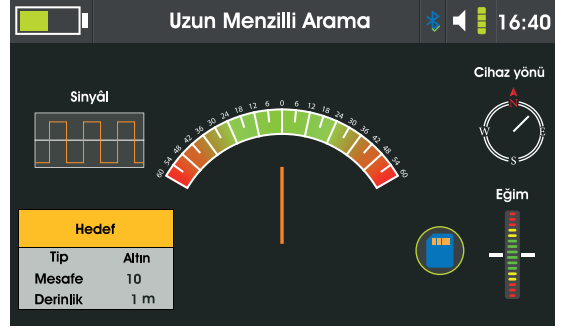 Uzun Menzilli Arama
16:40
Sinyâl
60 54 48 42 36 30 24 18 12 6 0 6 12 18 24 30 36 42 48 54 60
Cihaz yönü
N
W
E
S
Eğim
Hedef
Tip Altın
Mesafe 10
Derinlik 1 m